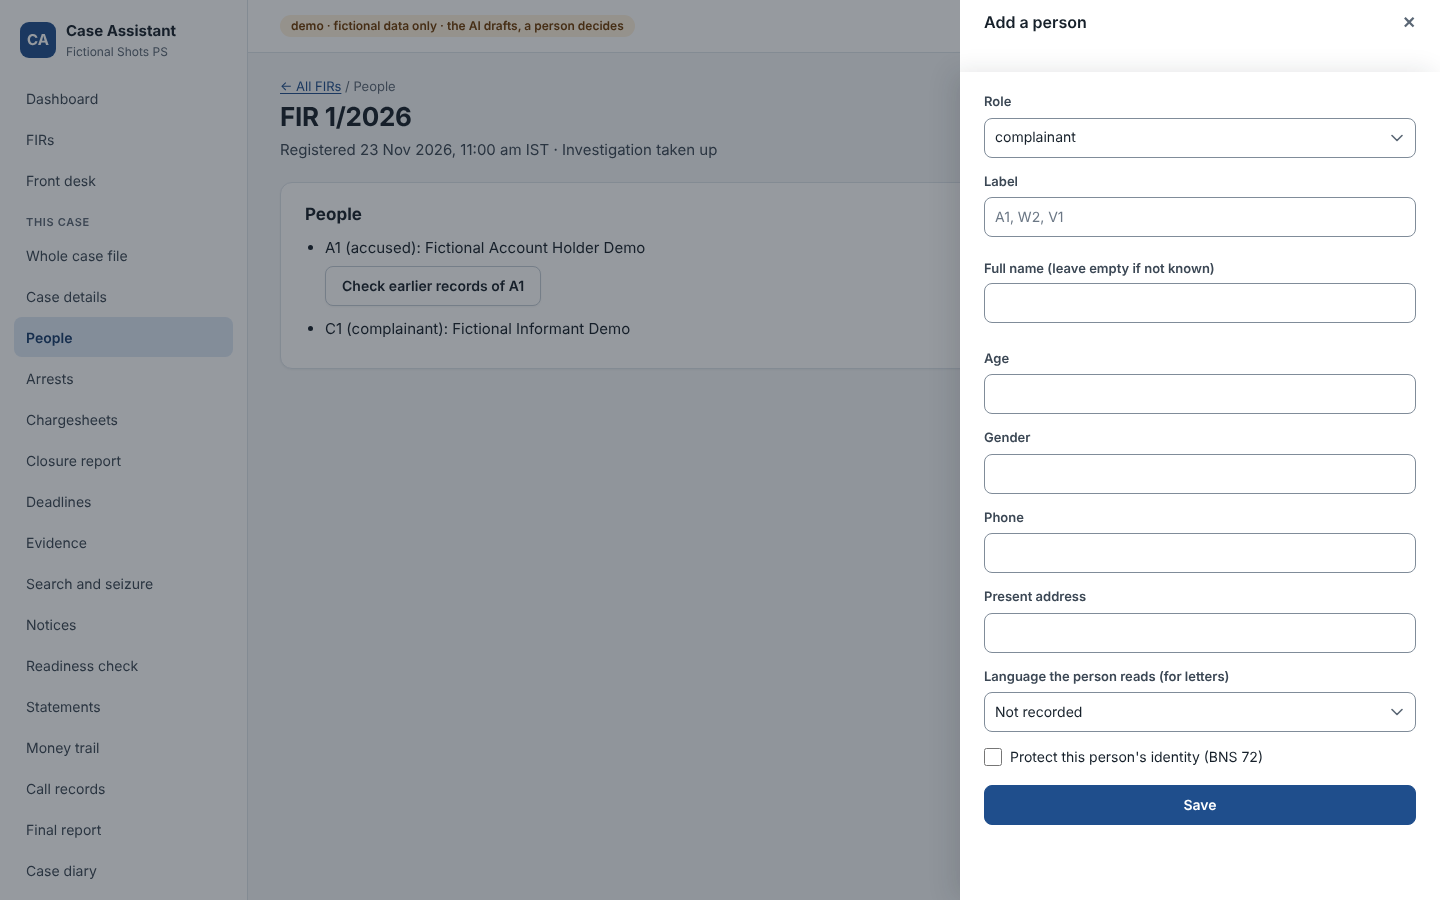 CA
Case Assistant
Fictional Shots PS
Dashboard
FIRs
Front desk
THIS CASE
Whole case file
Case details
People
Arrests
Chargesheets
Closure report
Deadlines
Evidence
Search and seizure
Notices
Readiness check
Statements
Money trail
Call records
Final report
Case diary
demo · fictional data only · the AI drafts, a person decides
← All FIRs / People
FIR 1/2026
Registered 23 Nov 2026, 11:00 am IST · Investigation taken up
People
• A1 (accused): Fictional Account Holder Demo
Check earlier records of A1
• C1 (complainant): Fictional Informant Demo
Add a person ×
Role
complainant
Label
A1, W2, V1
Full name (leave empty if not known)
Age
Gender
Phone
Present address
Language the person reads (for letters)
Not recorded
Protect this person's identity (BNS 72)
Save